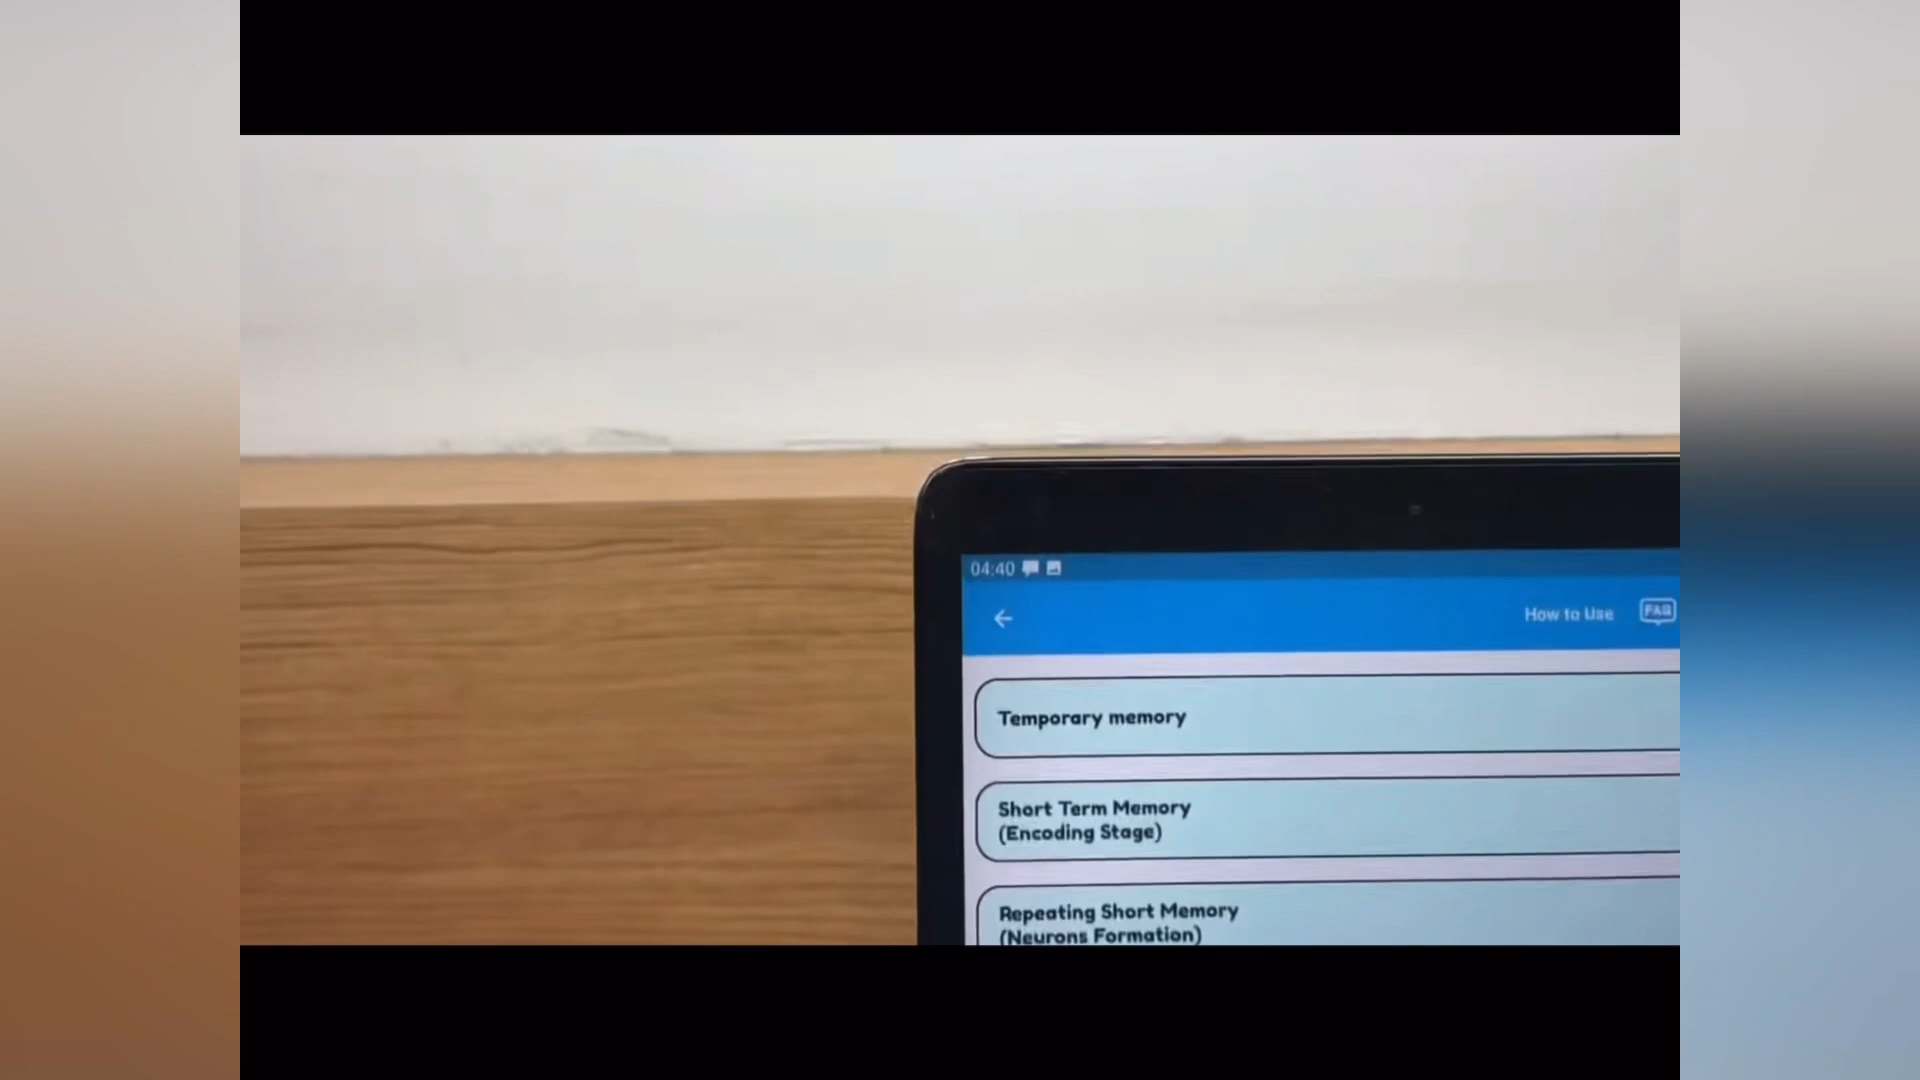 04:40
How to Use
FAQ
Temporary memory
Short Term Memory
(Encoding Stage)
Repeating Short Memory
(Neurons Formation)